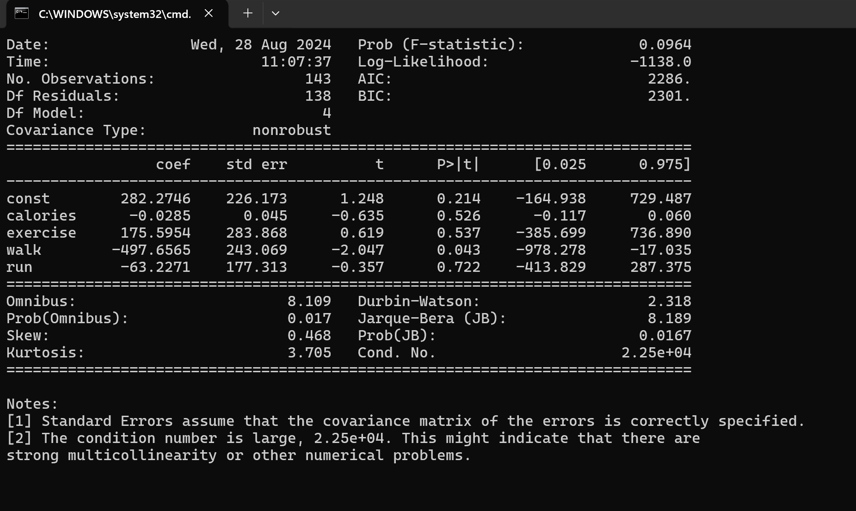 C:\WINDOWS\system32\cmd.
Date: Wed, 28 Aug 2024 Prob (F-statistic): 0.0964
Time: 11:07:37 Log-Likelihood: -1138.0
No. Observations: 143 AIC: 2286.
Df Residuals: 138 BIC: 2301.
Df Model: 4
Covariance Type: nonrobust
==============================================================================
coef std err t P>|t| [0.025 0.975]
------------------------------------------------------------------------------
const 282.2746 226.173 1.248 0.214 -164.938 729.487
calories -0.0285 0.045 -0.635 0.526 -0.117 0.060
exercise 175.5954 283.868 0.619 0.537 -385.699 736.890
walk -497.6565 243.069 -2.047 0.043 -978.278 -17.035
run -63.2271 177.313 -0.357 0.722 -413.829 287.375
==============================================================================
Omnibus: 8.109 Durbin-Watson: 2.318
Prob(Omnibus): 0.017 Jarque-Bera (JB): 8.189
Skew: 0.468 Prob(JB): 0.0167
Kurtosis: 3.705 Cond. No. 2.25e+04
==============================================================================
Notes:
[1] Standard Errors assume that the covariance matrix of the errors is correctly specified.
[2] The condition number is large, 2.25e+04. This might indicate that there are
strong multicollinearity or other numerical problems.